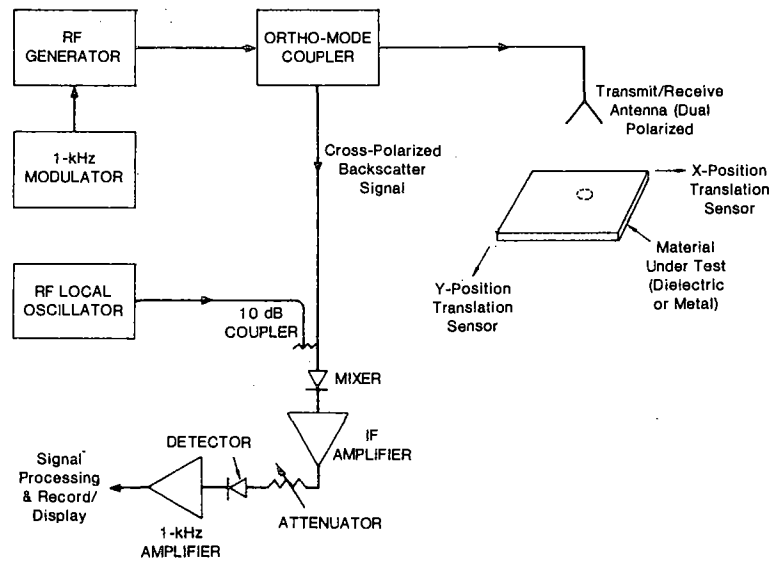 RF
GENERATOR
ORTHO-MODE
COUPLER
Transmit/Receive
Antenna (Dual
Polarized
1-kHz
MODULATOR
Cross-Polarized
Backscatter
Signal
X-Position
Translation
Sensor
Material
Under Test
(Dielectric
or Metal)
Y-Position
Translation
Sensor
RF LOCAL
OSCILLATOR
10 dB
COUPLER
MIXER
IF
AMPLIFIER
DETECTOR
ATTENUATOR
1-kHz
AMPLIFIER
Signal
Processing
& Record/
Display